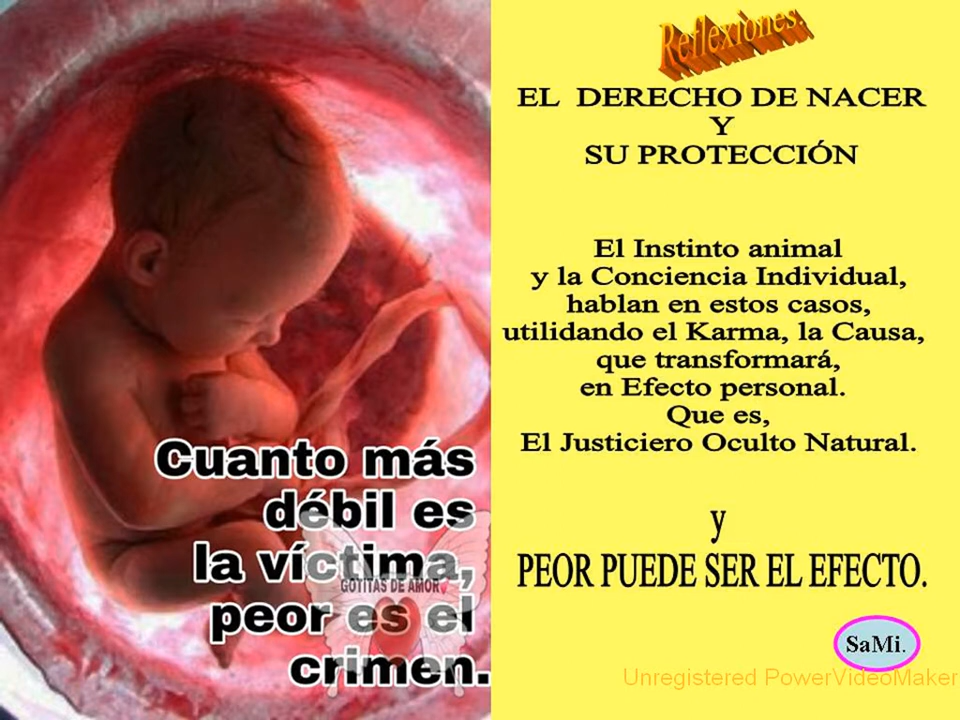 Cuanto más
débil es
la víctima,
GOTITAS DE AMOR
peor es el
crimen.
Reflexiones.
EL DERECHO DE NACER
Y
SU PROTECCIÓN
El Instinto animal
y la Conciencia Individual,
hablan en estos casos,
utilidando el Karma, la Causa,
que transformará,
en Efecto personal.
Que es,
El Justiciero Oculto Natural.
y
PEOR PUEDE SER EL EFECTO.
SaMi.
Unregistered PowerVideoMaker